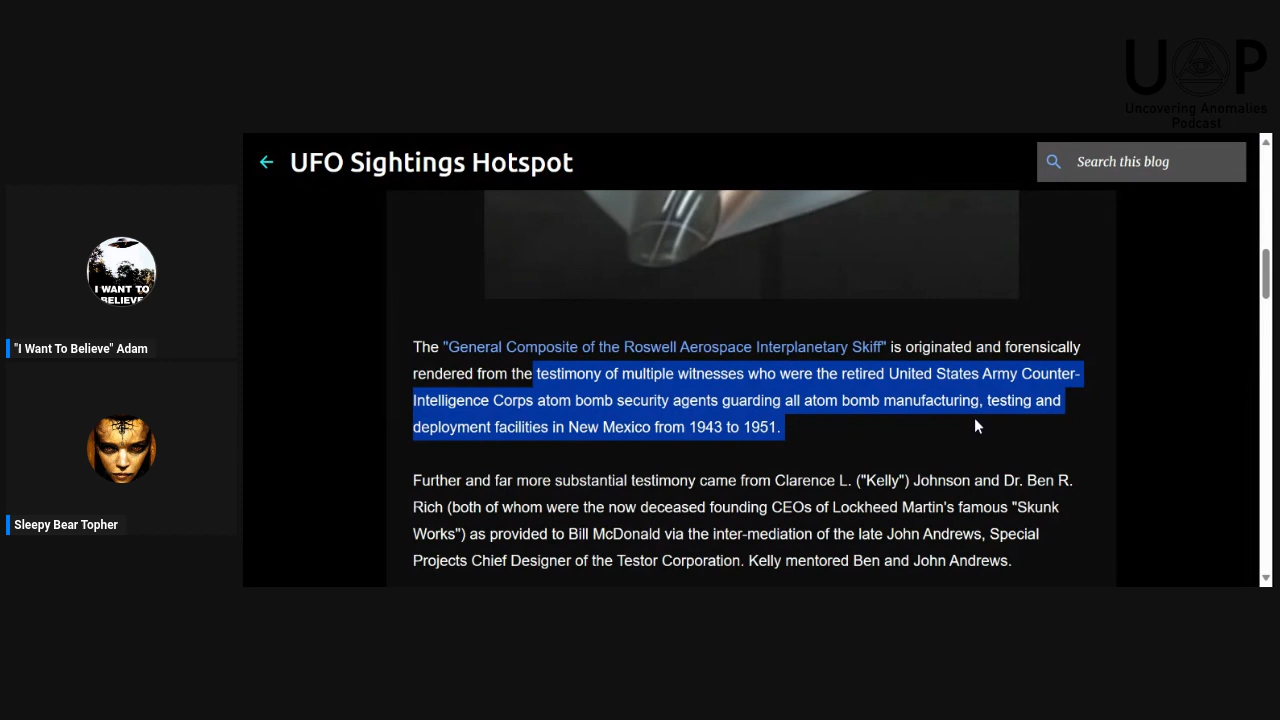 UAP
Uncovering Anomalies
Podcast
UFO Sightings Hotspot
Search this blog
I WANT TO
BELIEVE
"I Want To Believe" Adam
Sleepy Bear Topher
The "General Composite of the Roswell Aerospace Interplanetary Skiff" is originated and forensically
rendered from the testimony of multiple witnesses who were the retired United States Army Counter-
Intelligence Corps atom bomb security agents guarding all atom bomb manufacturing, testing and
deployment facilities in New Mexico from 1943 to 1951.
Further and far more substantial testimony came from Clarence L. ("Kelly") Johnson and Dr. Ben R.
Rich (both of whom were the now deceased founding CEOs of Lockheed Martin's famous "Skunk
Works") as provided to Bill McDonald via the inter-mediation of the late John Andrews, Special
Projects Chief Designer of the Testor Corporation. Kelly mentored Ben and John Andrews.